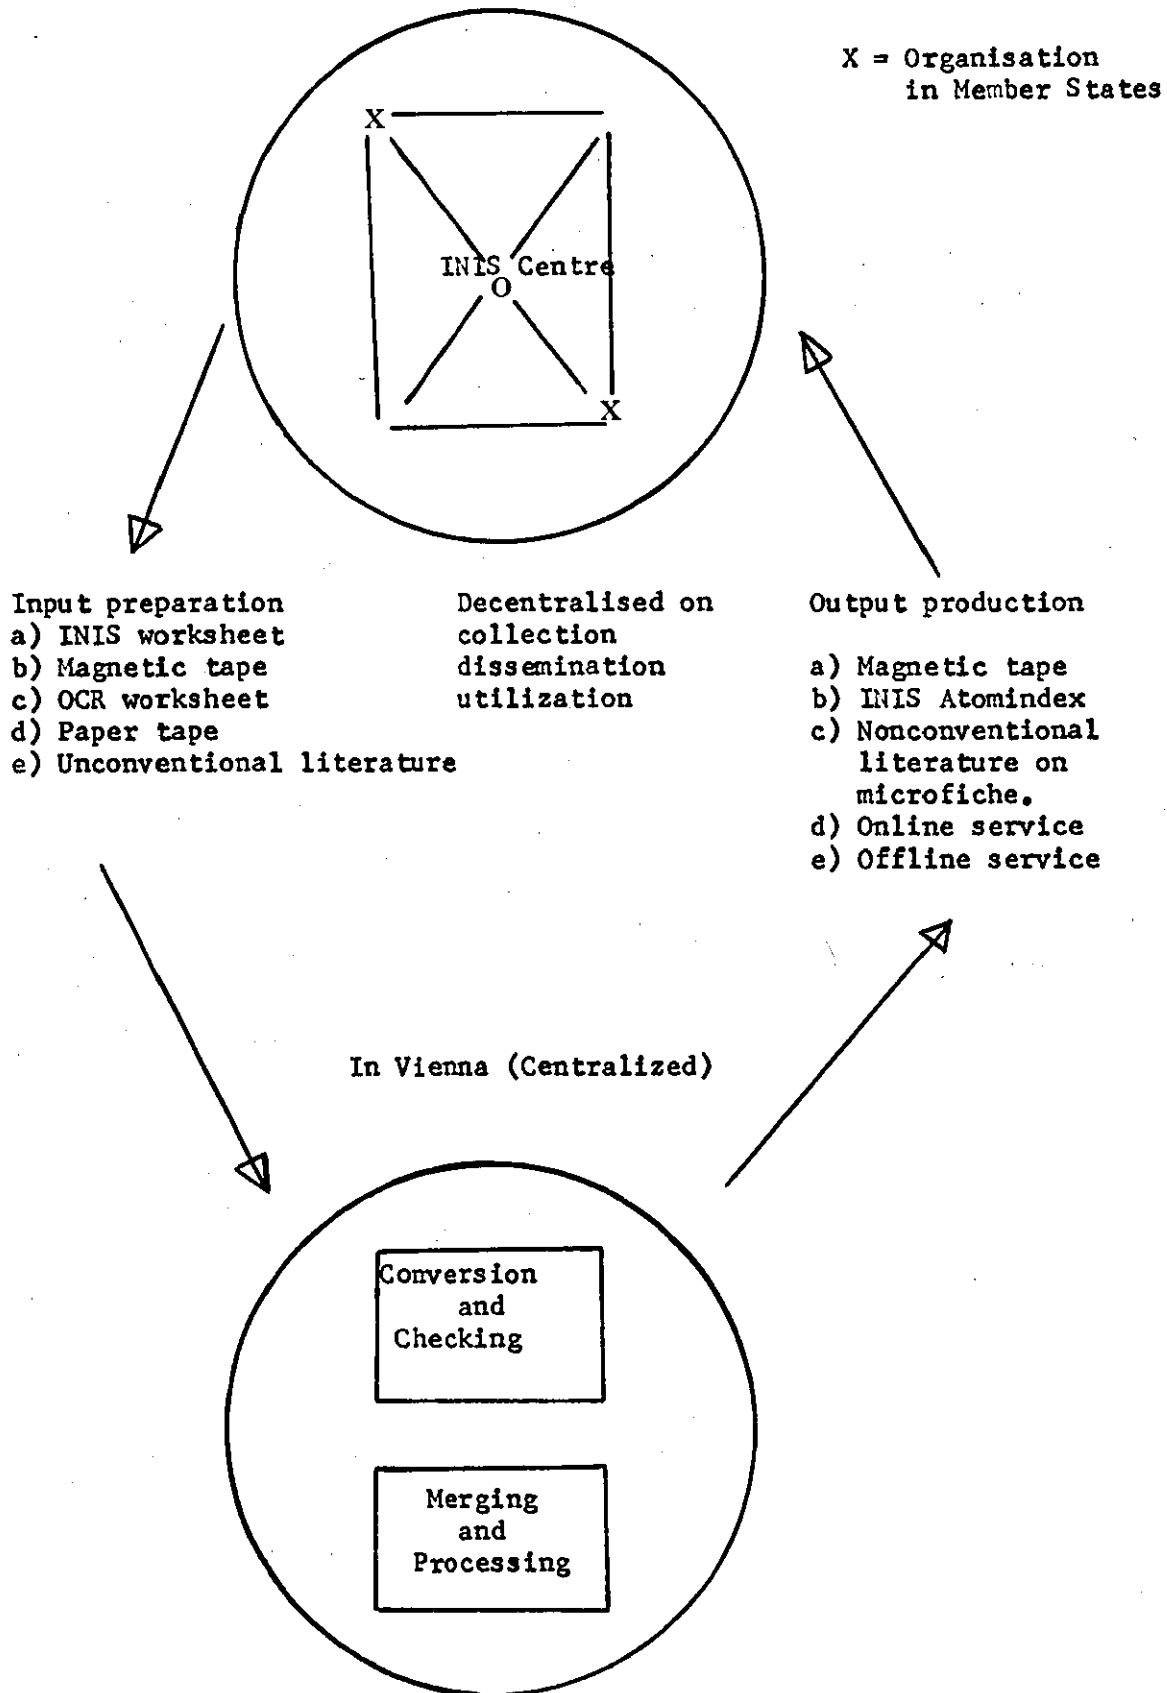 X = Organisation
in Member States
X
INIS Centre
O
X
Input preparation
a) INIS worksheet
b) Magnetic tape
c) OCR worksheet
d) Paper tape
e) Unconventional literature
Decentralised on
collection
dissemination
utilization
Output production
a) Magnetic tape
b) INIS Atomindex
c) Nonconventional
literature on
microfiche.
d) Online service
e) Offline service
In Vienna (Centralized)
Conversion
and
Checking
Merging
and
Processing